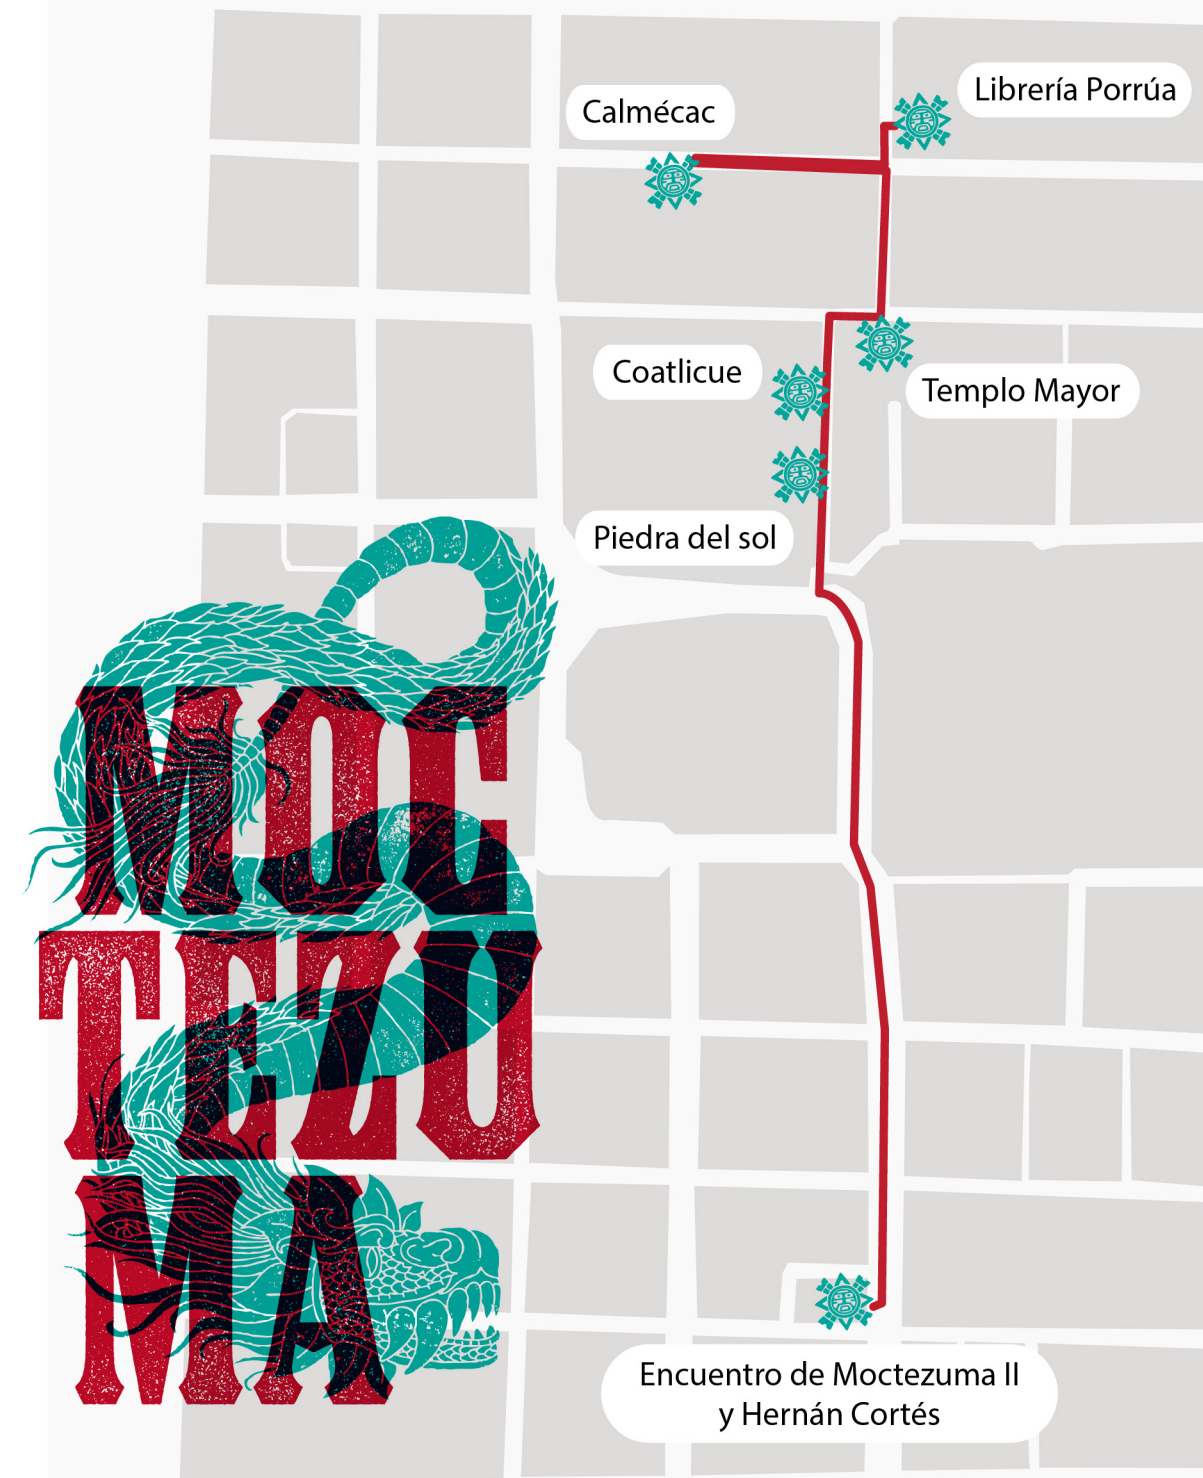 Librería Porrúa
Calmécac
Coatlicue
Templo Mayor
Piedra del sol
MOC
TEZU
MA
Encuentro de Moctezuma II
y Hernán Cortés